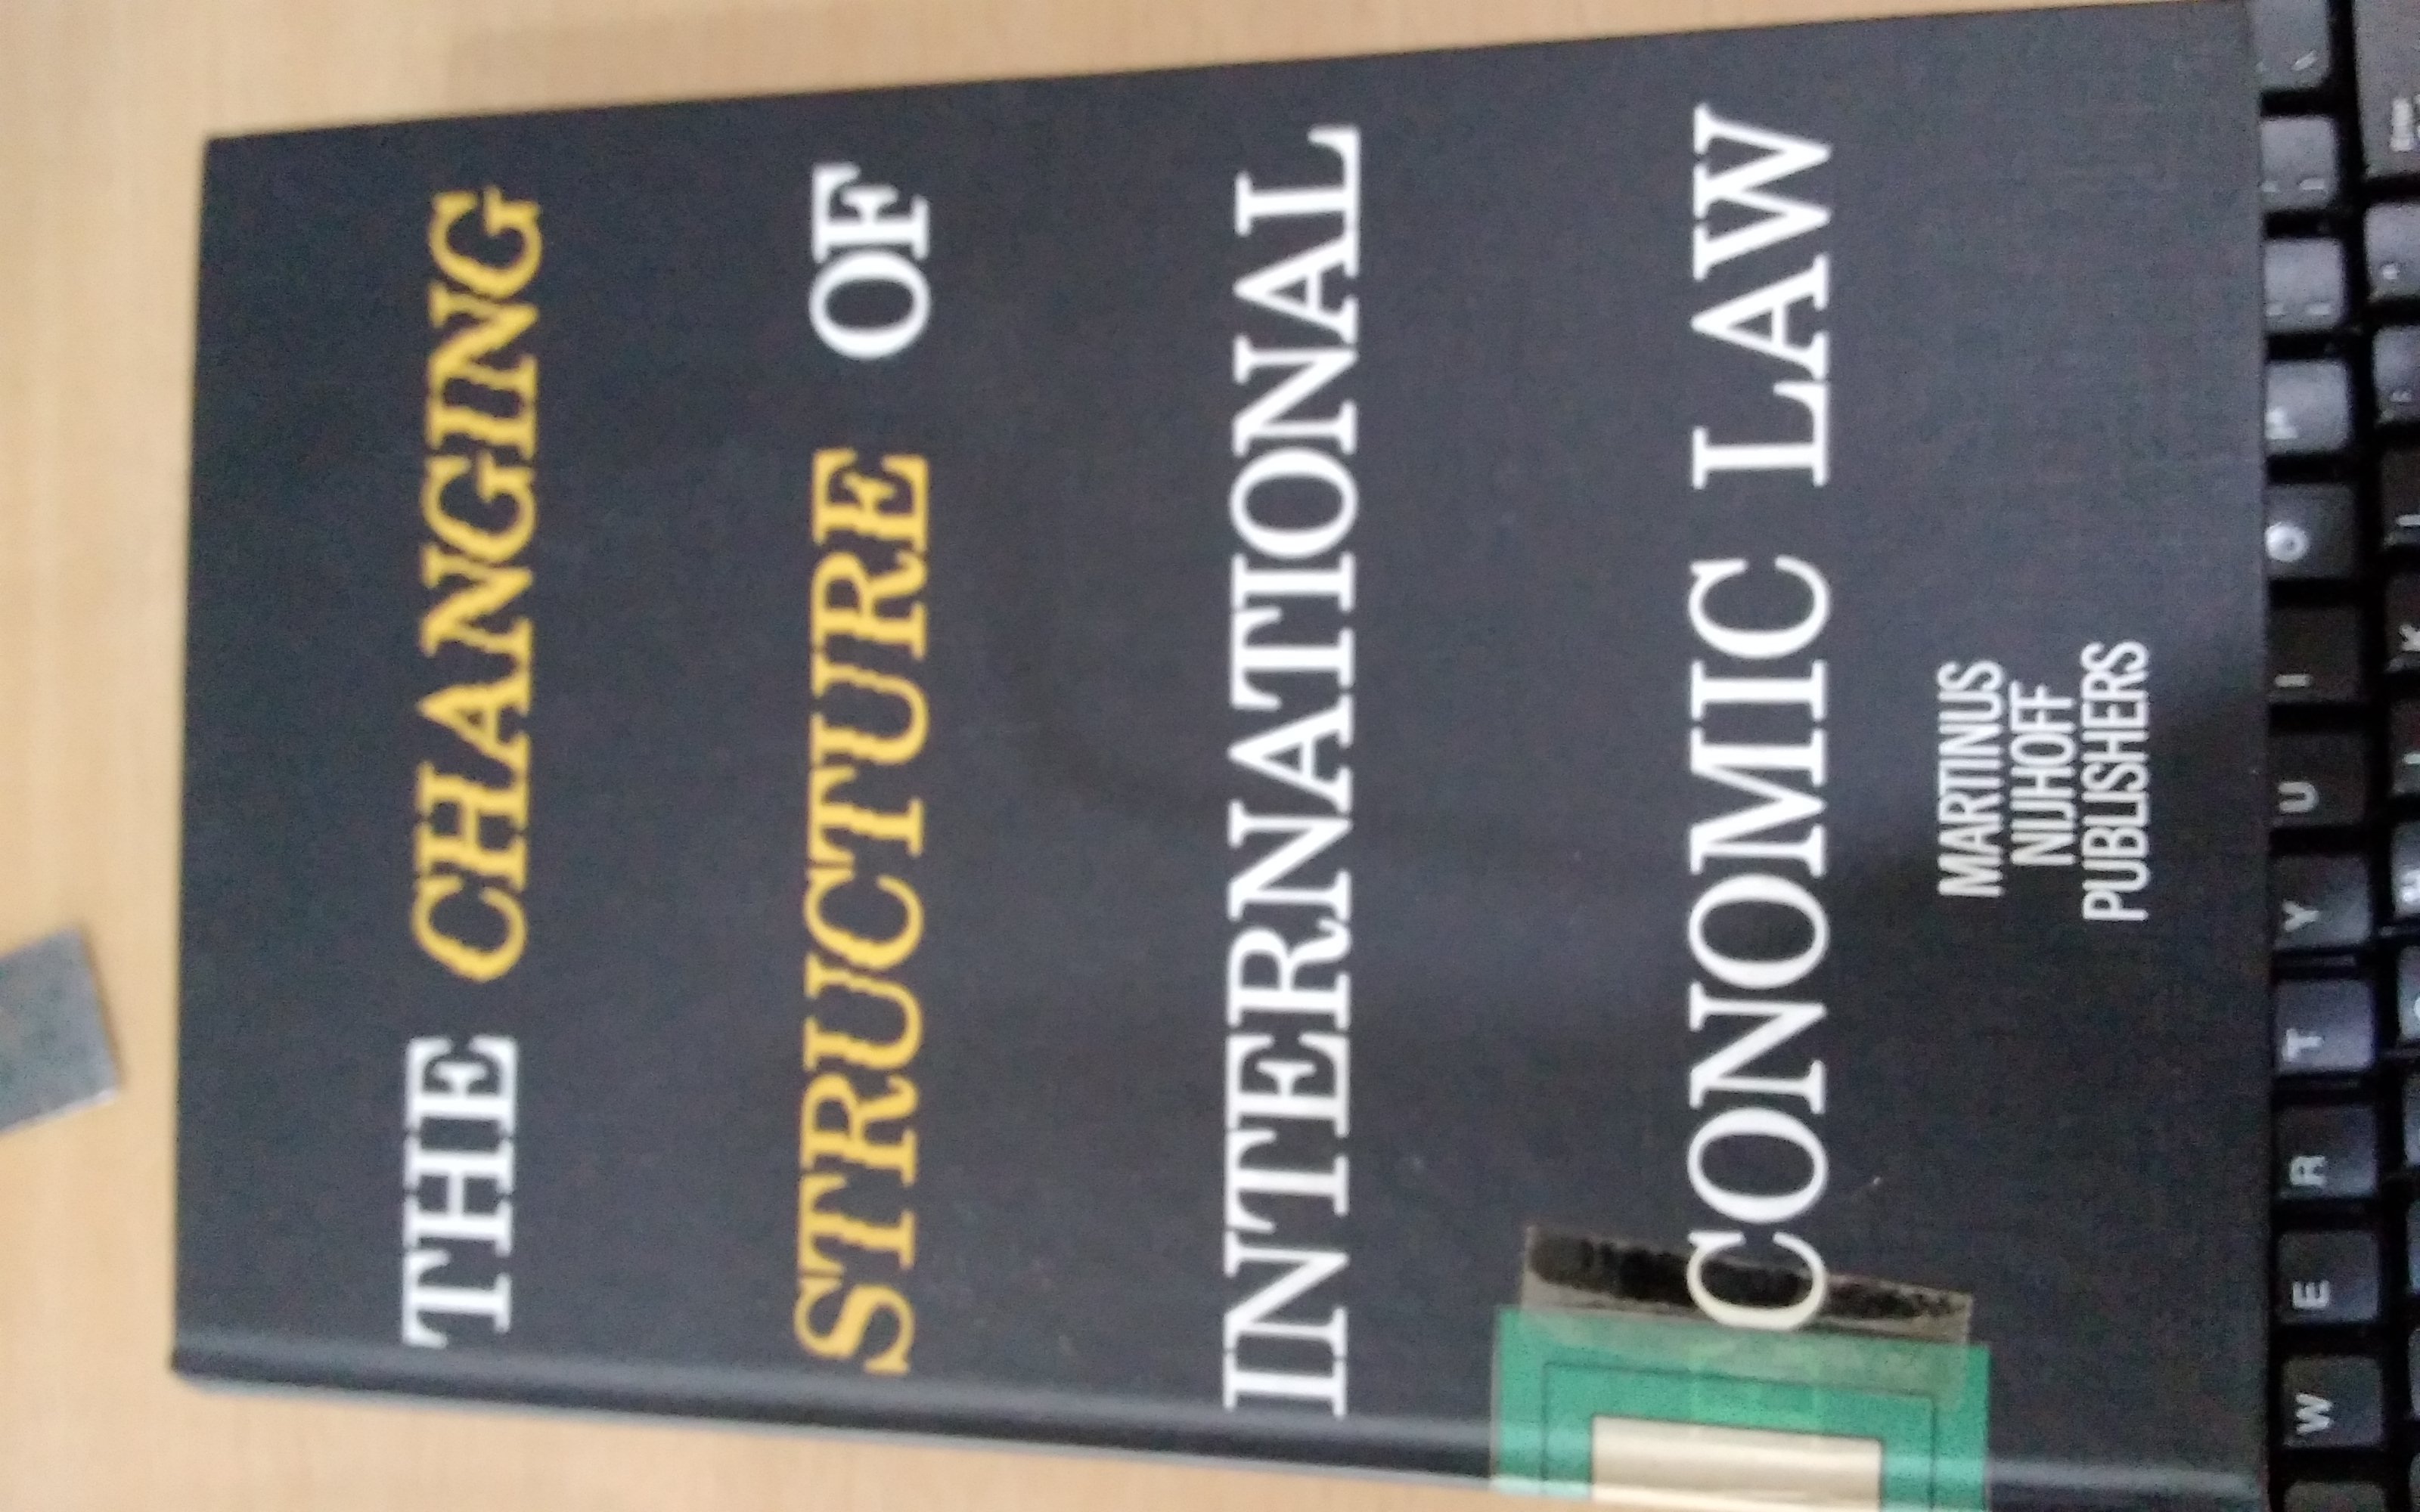 THE CHANGING
STRUCTURE OF
INTERNATIONAL
CONOMIC LAW
MARTINUS
NIJHOFF
PUBLISHERS
O
I
U
Y
T
R
E
W
K